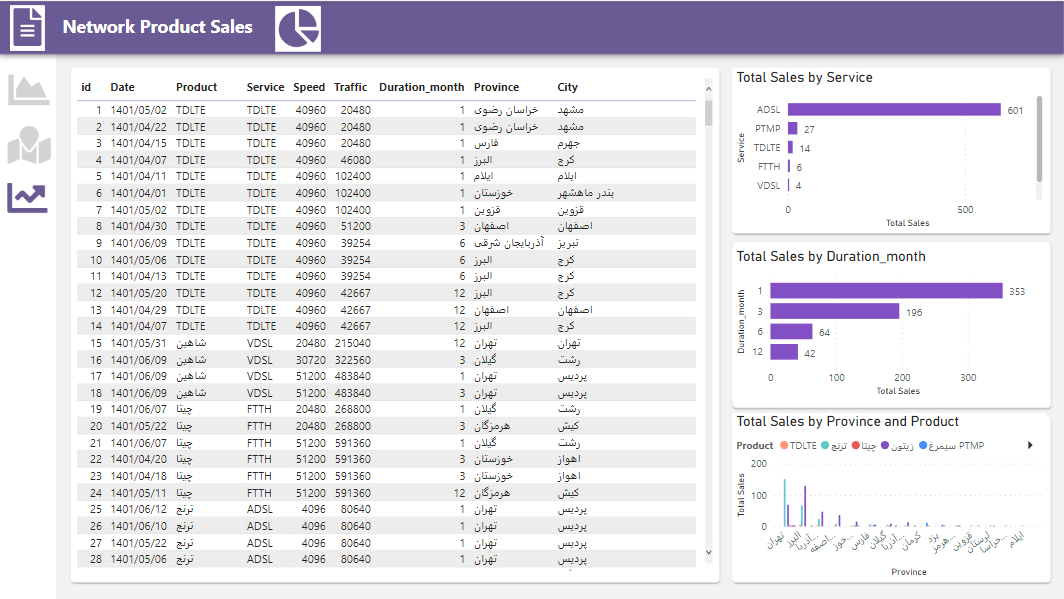 Network Product Sales
id Date Product Service Speed Traffic Duration_month Province City
1 1401/05/02 TDLTE TDLTE 40960 20480 1 خراسان رضوی مشهد
2 1401/04/22 TDLTE TDLTE 40960 20480 1 خراسان رضوی مشهد
3 1401/04/15 TDLTE TDLTE 40960 20480 1 فارس جهرم
4 1401/04/07 TDLTE TDLTE 40960 46080 1 البرز کرج
5 1401/04/11 TDLTE TDLTE 40960 102400 1 ایلام ایلام
6 1401/04/01 TDLTE TDLTE 40960 102400 1 خوزستان بندر ماهشهر
7 1401/05/02 TDLTE TDLTE 40960 102400 1 قزوین قزوین
8 1401/04/30 TDLTE TDLTE 40960 51200 3 اصفهان اصفهان
9 1401/06/09 TDLTE TDLTE 40960 39254 6 آذربایجان شرقی تبریز
10 1401/05/06 TDLTE TDLTE 40960 39254 6 البرز کرج
11 1401/04/13 TDLTE TDLTE 40960 39254 6 البرز کرج
12 1401/05/20 TDLTE TDLTE 40960 42667 12 البرز کرج
13 1401/04/29 TDLTE TDLTE 40960 42667 12 اصفهان اصفهان
14 1401/04/07 TDLTE TDLTE 40960 42667 12 البرز کرج
15 1401/05/31 شاهین VDSL 20480 215040 12 تهران تهران
16 1401/06/09 شاهین VDSL 30720 322560 3 گیلان رشت
17 1401/06/09 شاهین VDSL 51200 483840 1 تهران پردیس
18 1401/06/09 شاهین VDSL 51200 483840 3 تهران پردیس
19 1401/06/07 چیتا FTTH 20480 268800 1 گیلان رشت
20 1401/05/22 چیتا FTTH 20480 268800 3 هرمزگان کیش
21 1401/06/07 چیتا FTTH 51200 591360 1 گیلان رشت
22 1401/04/20 چیتا FTTH 51200 591360 3 خوزستان اهواز
23 1401/04/18 چیتا FTTH 51200 591360 3 خوزستان اهواز
24 1401/05/11 چیتا FTTH 51200 591360 12 هرمزگان کیش
25 1401/06/12 ترنج ADSL 4096 80640 1 تهران پردیس
26 1401/06/10 ترنج ADSL 4096 80640 1 تهران پردیس
27 1401/05/22 ترنج ADSL 4096 80640 1 تهران پردیس
28 1401/05/06 ترنج ADSL 4096 80640 1 تهران پردیس
Total Sales by Service
Service
ADSL 601
PTMP 27
TDLTE 14
FTTH 6
VDSL 4
0 500
Total Sales
Total Sales by Duration_month
Duration_month
1 353
3 196
6 64
12 42
0 100 200 300
Total Sales
Total Sales by Province and Product
Product TDLTE ترنج چیتا زیتون سیمرغ PTMP
Total Sales
200
100
0
تهران البرز آذربا... اصفه... خوز... فارس گیلان آذربا... کرمان یزد هرمز... قزوین لرستان خراسا... ایلام
Province